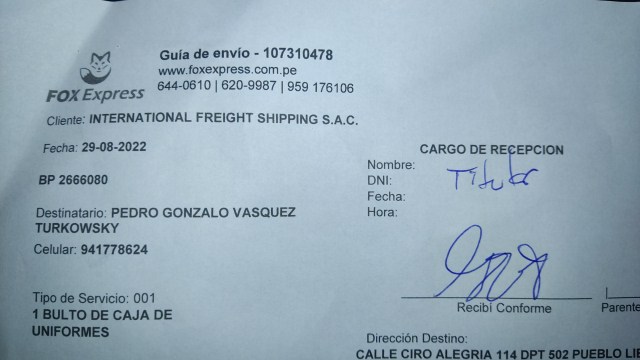 Guía de envío - 107310478
www.foxexpress.com.pe
644-0610 | 620-9987 | 959 176106
FOX Express
Cliente: INTERNATIONAL FREIGHT SHIPPING S.A.C.
Fecha: 29-08-2022
BP 2666080
Destinatario: PEDRO GONZALO VASQUEZ
TURKOWSKY
Celular: 941778624
Tipo de Servicio: 001
1 BULTO DE CAJA DE
UNIFORMES
CARGO DE RECEPCION
Nombre:
DNI: Titular
Fecha:
Hora:
Recibí Conforme
Parente
Dirección Destino:
CALLE CIRO ALEGRIA 114 DPT 502 PUEBLO LI